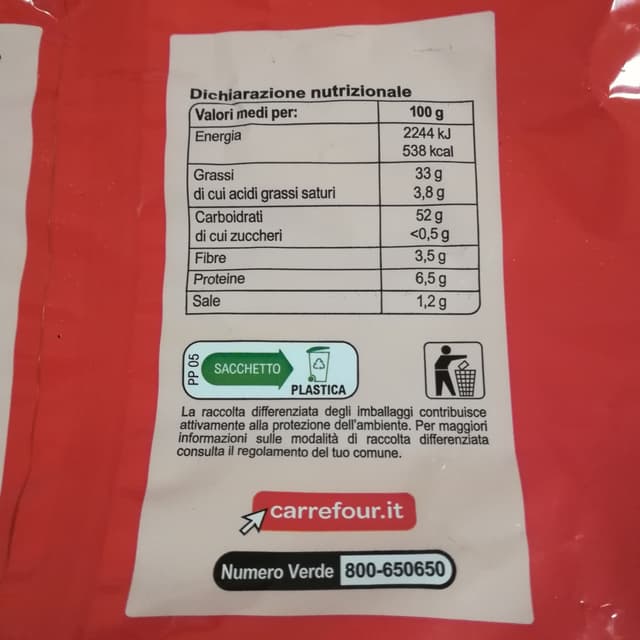 Dichiarazione nutrizionale
Valori medi per: 100 g
Energia 2244 kJ
538 kcal
Grassi 33 g
di cui acidi grassi saturi 3,8 g
Carboidrati 52 g
di cui zuccheri <0,5 g
Fibre 3,5 g
Proteine 6,5 g
Sale 1,2 g
PP 05
SACCHETTO
PLASTICA
La raccolta differenziata degli imballaggi contribuisce
attivamente alla protezione dell'ambiente. Per maggiori
informazioni sulle modalità di raccolta differenziata
consulta il regolamento del tuo comune.
carrefour.it
Numero Verde 800-650650